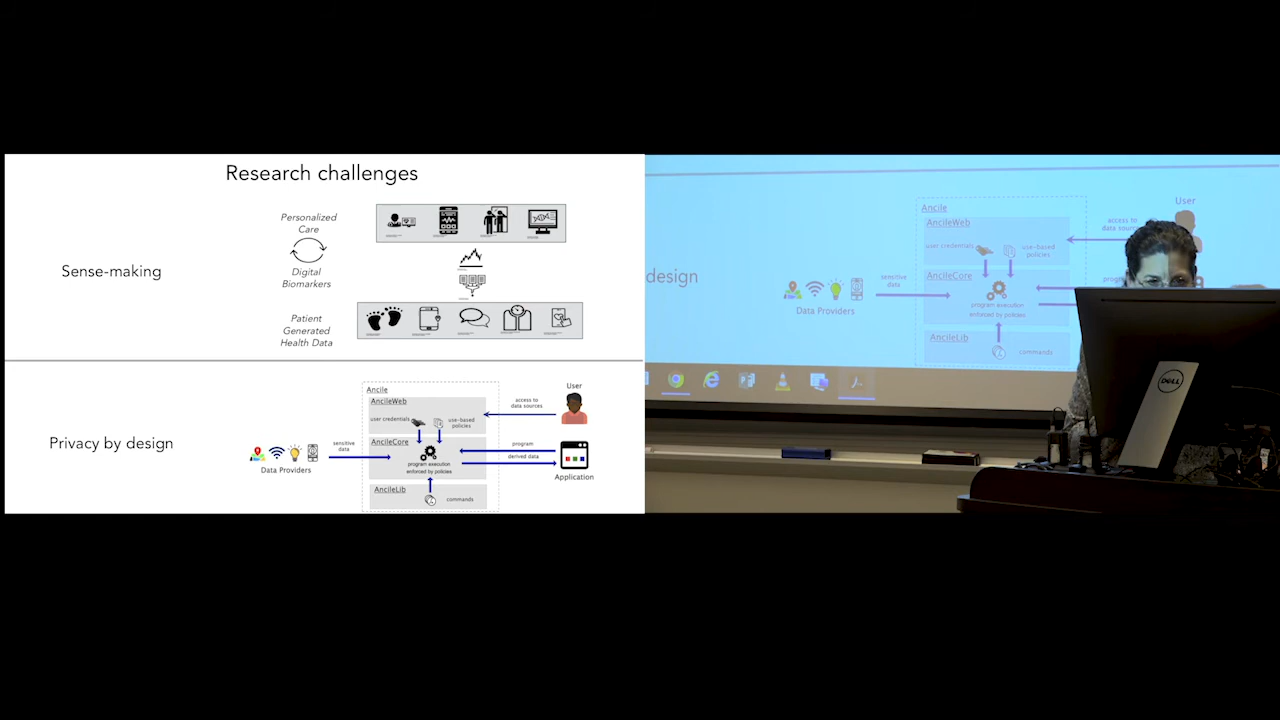 Research challenges
Personalized
Care
Digital
Biomarkers
Sense-making
Patient
Generated
Health Data
Privacy by design
Data Providers
sensitive
data
Ancile
AncileWeb
user credentials
use-based
policies
AncileCore
program execution
enforced by policies
AncileLib
commands
access to
data sources
User
program
derived data
Application
design
Data Providers
sensitive
data
Ancile
AncileWeb
user credentials
use-based
policies
AncileCore
program execution
enforced by policies
AncileLib
commands
access to
data sources
User
DELL